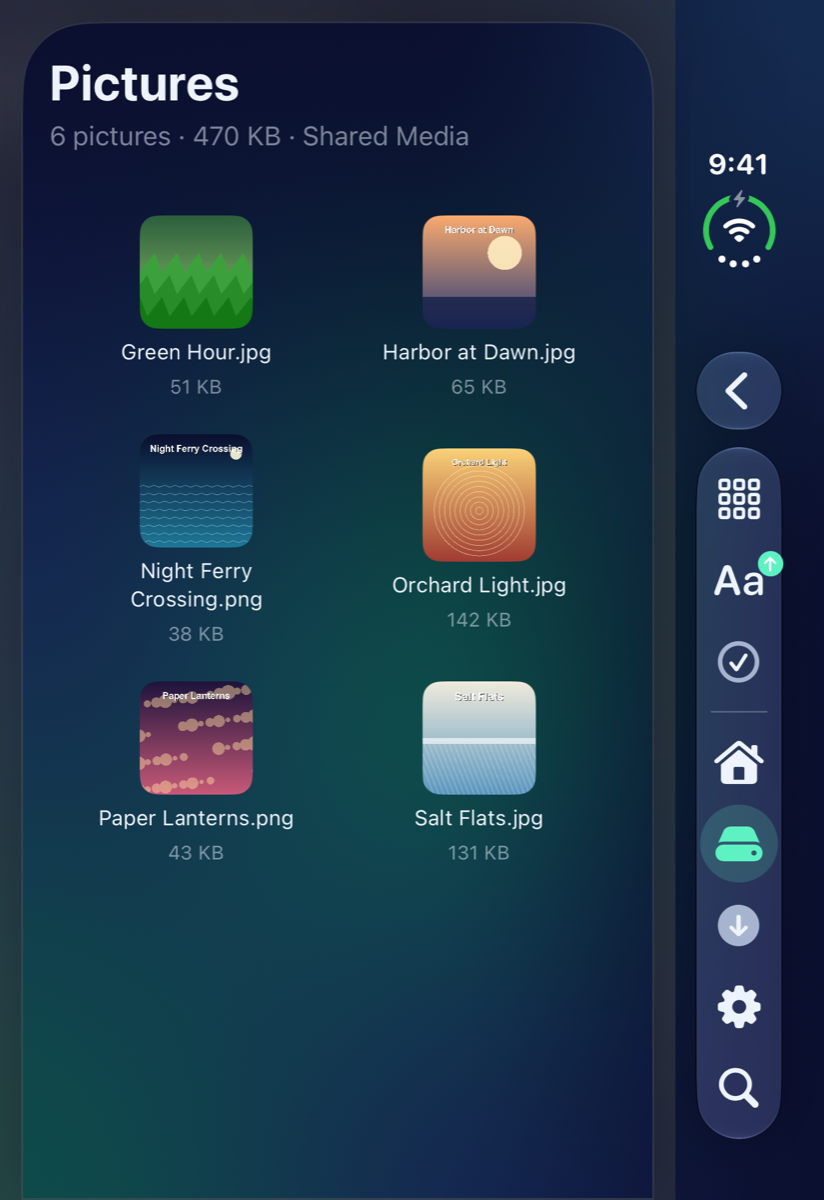 Pictures
6 pictures · 470 KB · Shared Media
9:41
Harbor at Dawn
Green Hour.jpg
51 KB
Harbor at Dawn.jpg
65 KB
Night Ferry Crossing
Orchard Light
Night Ferry
Crossing.png
38 KB
Orchard Light.jpg
142 KB
Aa
Paper Lanterns
Salt Flats
Paper Lanterns.png
43 KB
Salt Flats.jpg
131 KB